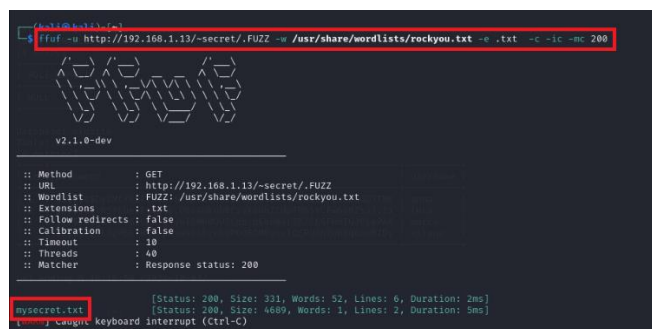 (kali㉿kali)-[~]
$ ffuf -u http://192.168.1.13/~secret/.FUZZ -w /usr/share/wordlists/rockyou.txt -e .txt -c -ic -mc 200
v2.1.0-dev
:: Method : GET
:: URL : http://192.168.1.13/~secret/.FUZZ
:: Wordlist : FUZZ: /usr/share/wordlists/rockyou.txt
:: Extensions : .txt
:: Follow redirects : false
:: Calibration : false
:: Timeout : 10
:: Threads : 40
:: Matcher : Response status: 200
[Status: 200, Size: 331, Words: 52, Lines: 6, Duration: 2ms]
mysecret.txt [Status: 200, Size: 4689, Words: 1, Lines: 2, Duration: 5ms]
Caught keyboard interrupt (Ctrl-C)